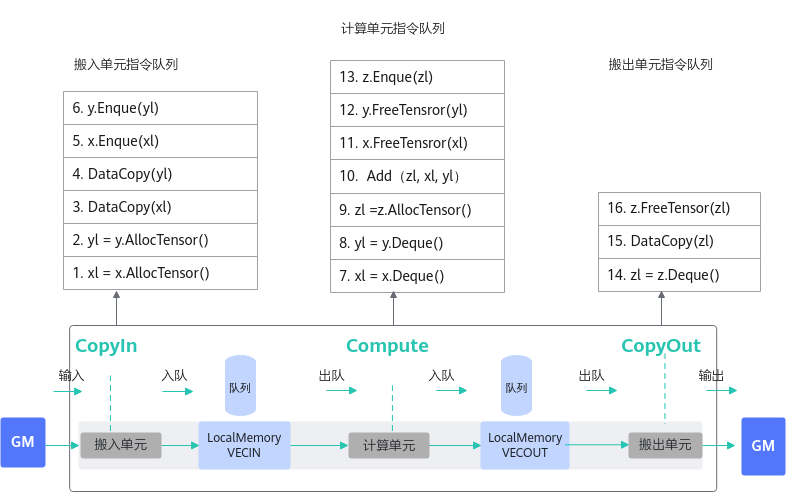 计算单元指令队列
搬入单元指令队列
搬出单元指令队列
6. y.Enque(yl)
5. x.Enque(xl)
4. DataCopy(yl)
3. DataCopy(xl)
2. yl = y.AllocTensor()
1. xl = x.AllocTensor()
13. z.Enque(zl)
12. y.FreeTensror(yl)
11. x.FreeTensror(xl)
10.  Add（zl, xl, yl）
9. zl =z.AllocTensor()
8. yl = y.Deque()
7. xl = x.Deque()
16. z.FreeTensor(zl)
15. DataCopy(zl)
14. zl = z.Deque()
CopyIn
Compute
CopyOut
输入
入队
队列
出队
入队
队列
出队
输出
GM
搬入单元
LocalMemory
VECIN
计算单元
LocalMemory
VECOUT
搬出单元
GM